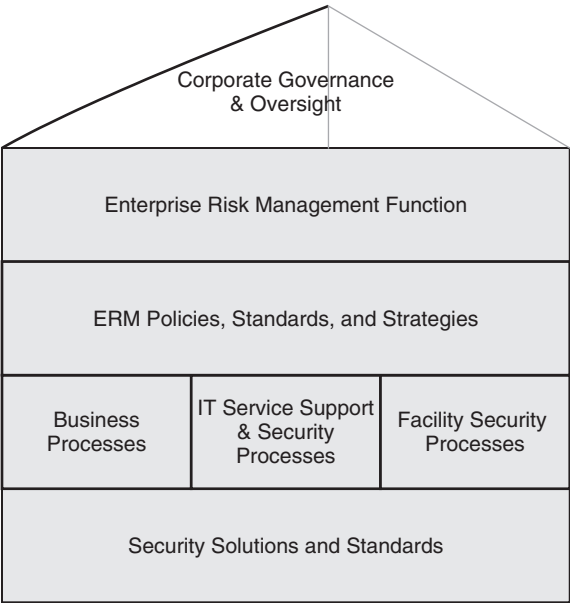 Corporate Governance
& Oversight
Enterprise Risk Management Function
ERM Policies, Standards, and Strategies
Business
Processes
IT Service Support
& Security
Processes
Facility Security
Processes
Security Solutions and Standards